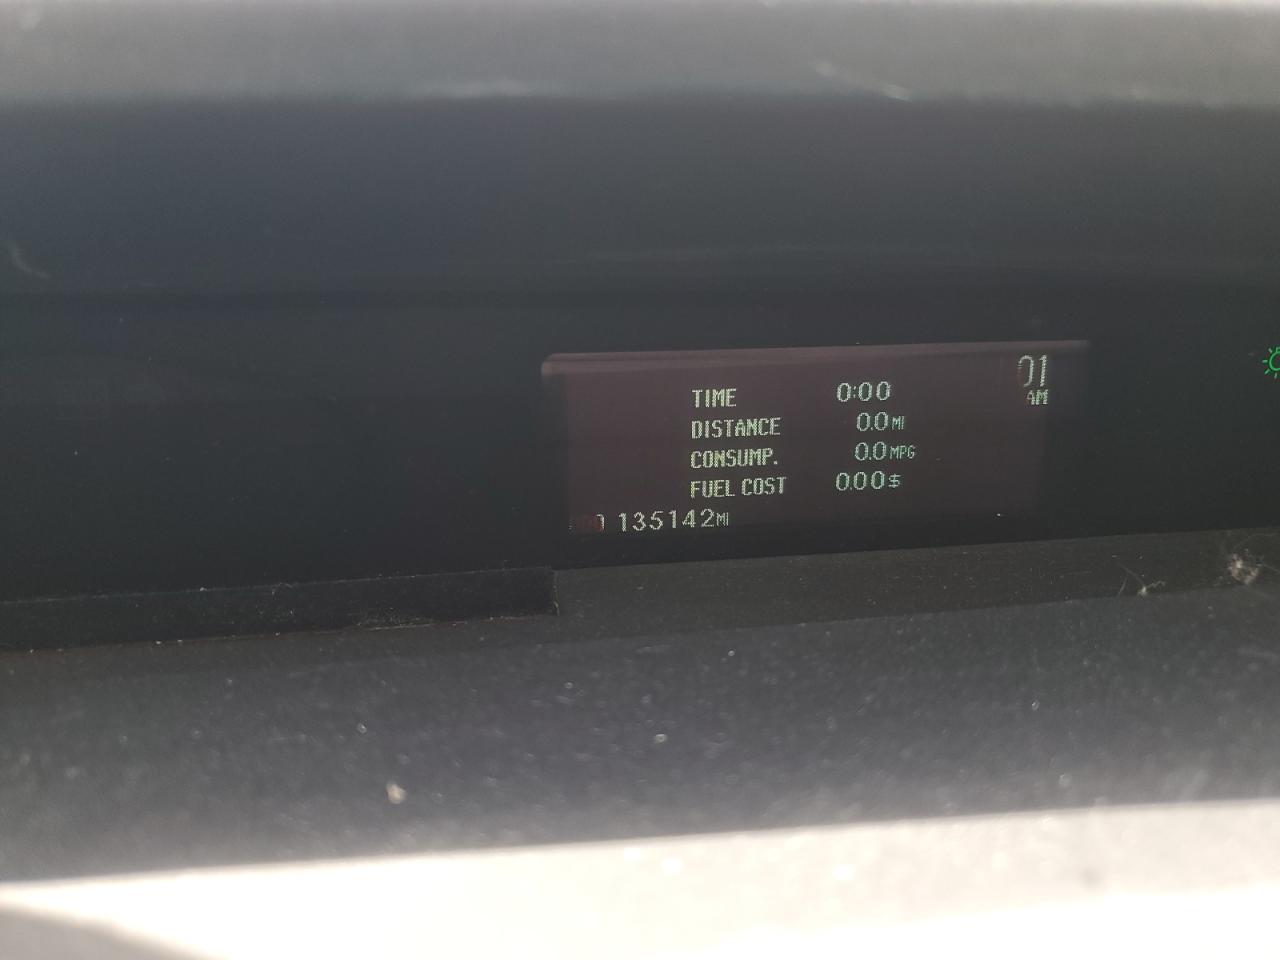 01
AM
TIME 0:00
DISTANCE 0.0 MI
CONSUMP. 0.0 MPG
FUEL COST 0.00 $
135142 MI